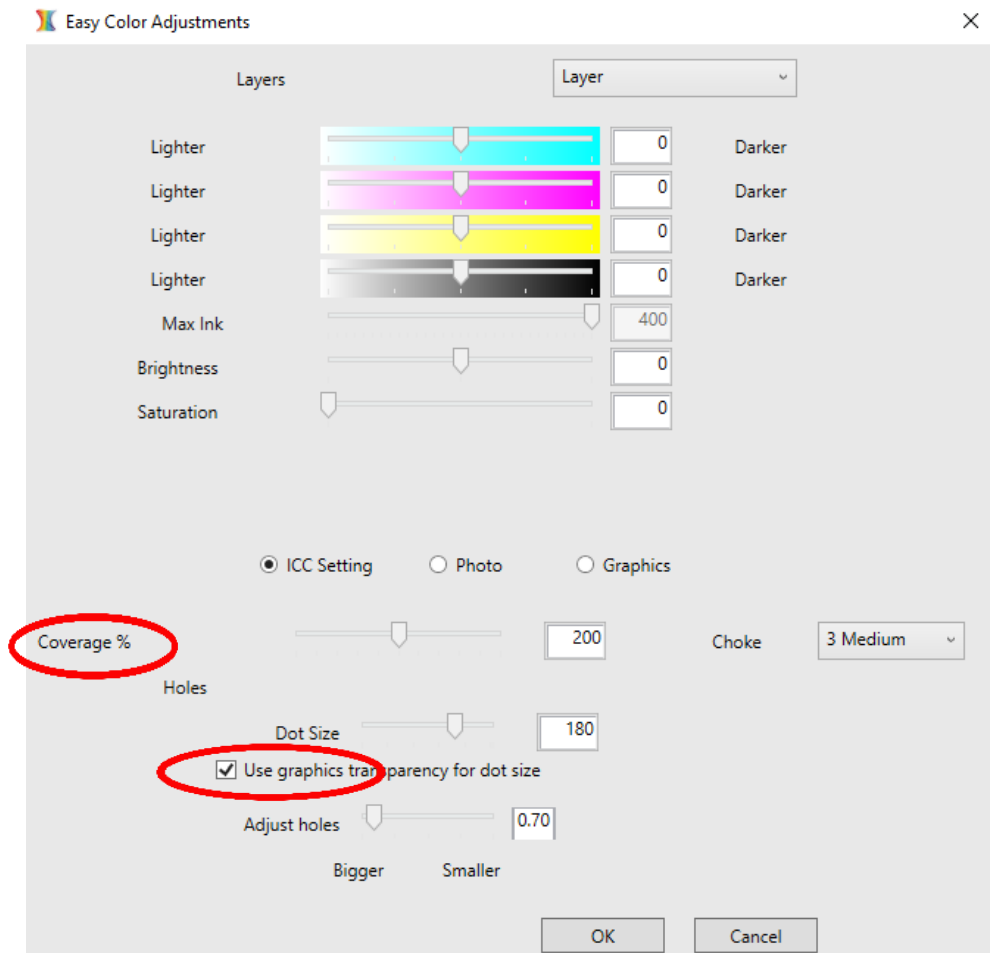 Easy Color Adjustments
Layers Layer
Lighter 0 Darker
Lighter 0 Darker
Lighter 0 Darker
Lighter 0 Darker
Max Ink 400
Brightness 0
Saturation 0
ICC Setting Photo Graphics
Coverage % 200 Choke 3 Medium
Holes
Dot Size 180
Use graphics transparency for dot size
Adjust holes 0.70
Bigger Smaller
OK Cancel